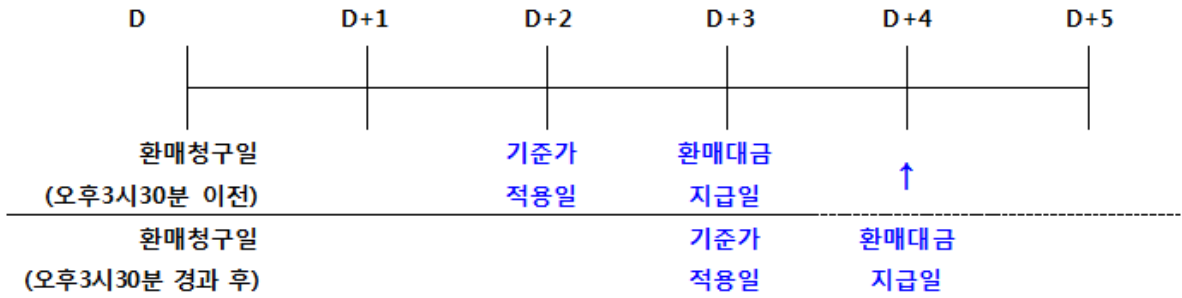 D D+1 D+2 D+3 D+4 D+5
환매청구일 기준가 환매대금
(오후3시30분 이전) 적용일 지급일 ↑
환매청구일 기준가 환매대금
(오후3시30분 경과 후) 적용일 지급일